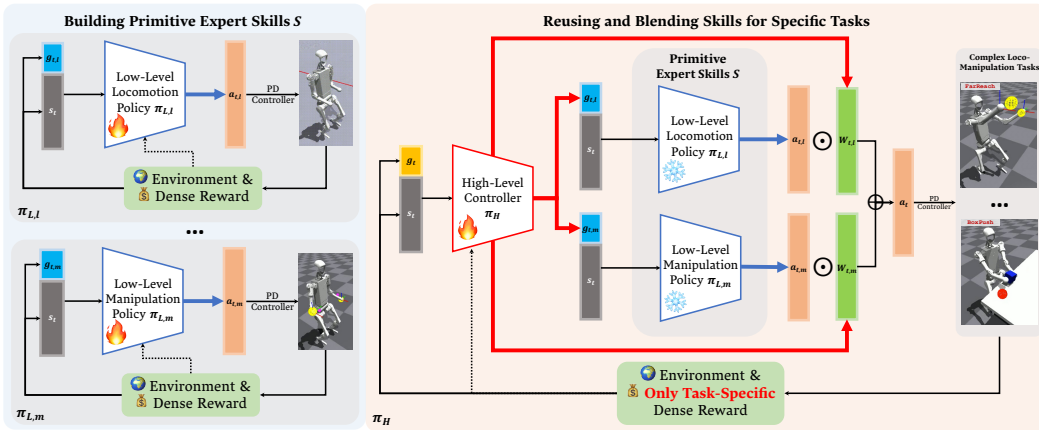 Building Primitive Expert Skills S
g_{t,l}
s_t
Low-Level
Locomotion
Policy π_{L,l}
a_{t,l}
PD
Controller
Environment &
Dense Reward
π_{L,l}
...
g_{t,m}
s_t
Low-Level
Manipulation
Policy π_{L,m}
a_{t,m}
PD
Controller
Environment &
Dense Reward
π_{L,m}
Reusing and Blending Skills for Specific Tasks
g_t
s_t
High-Level
Controller
π_H
Primitive
Expert Skills S
g_{t,l}
s_t
Low-Level
Locomotion
Policy π_{L,l}
a_{t,l}
W_{t,l}
g_{t,m}
s_t
Low-Level
Manipulation
Policy π_{L,m}
a_{t,m}
W_{t,m}
a_t
PD
Controller
Complex Loco-
Manipulation Tasks
FarReach
...
BoxPush
Environment &
Only Task-Specific
Dense Reward
π_H